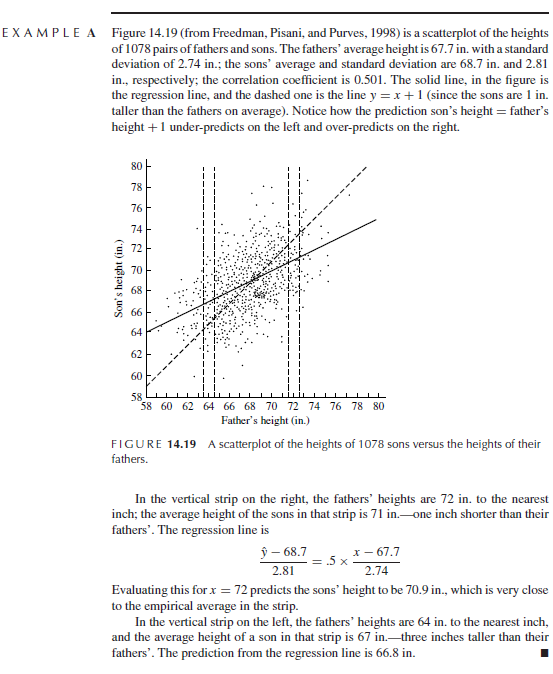 EXAMPLE A Figure 14.19 (from Freedman, Pisani, and Purves, 1998) is a scatterplot of the heights
of 1078 pairs of fathers and sons. The fathers' average height is 67.7 in. with a standard
deviation of 2.74 in.; the sons' average and standard deviation are 68.7 in. and 2.81
in., respectively; the correlation coefficient is 0.501. The solid line, in the figure is
the regression line, and the dashed one is the line y = x + 1 (since the sons are 1 in.
taller than the fathers on average). Notice how the prediction son's height = father's
height + 1 under-predicts on the left and over-predicts on the right.
80
78
76
74
72
70
68
66
64
62
60
58
Son's height (in.)
58 60 62 64 66 68 70 72 74 76 78 80
Father's height (in.)
FIGURE 14.19 A scatterplot of the heights of 1078 sons versus the heights of their
fathers.
In the vertical strip on the right, the fathers' heights are 72 in. to the nearest
inch; the average height of the sons in that strip is 71 in.—one inch shorter than their
fathers'. The regression line is
ŷ − 68.7
2.81
= .5 ×
x − 67.7
2.74
Evaluating this for x = 72 predicts the sons' height to be 70.9 in., which is very close
to the empirical average in the strip.
In the vertical strip on the left, the fathers' heights are 64 in. to the nearest inch,
and the average height of a son in that strip is 67 in.—three inches taller than their
fathers'. The prediction from the regression line is 66.8 in. ■